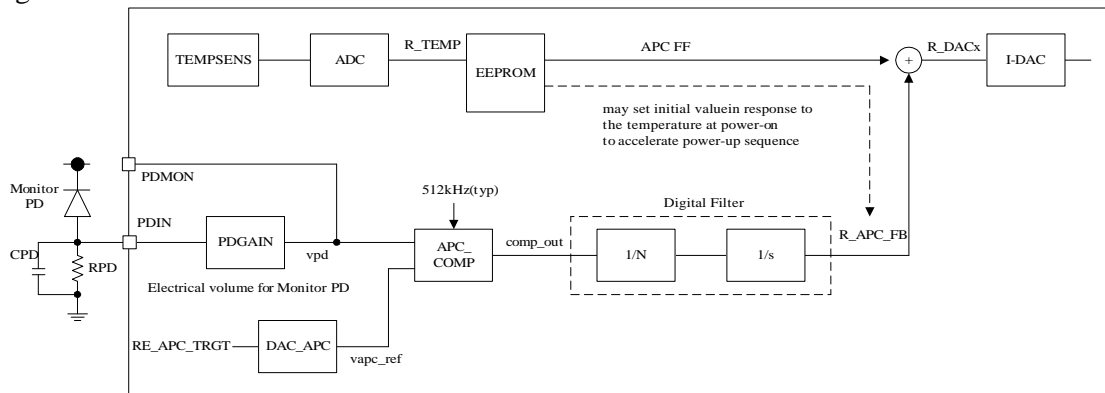 TEMPSENS
ADC
R_TEMP
EEPROM
APC FF
+
R_DACx
I-DAC
may set initial valuein response to
the temperature at power-on
to accelerate power-up sequence
Monitor
PD
PDMON
PDIN
CPD
RPD
PDGAIN
vpd
Electrical volume for Monitor PD
512kHz(typ)
APC_
COMP
comp_out
Digital Filter
1/N
1/s
R_APC_FB
RE_APC_TRGT
DAC_APC
vapc_ref